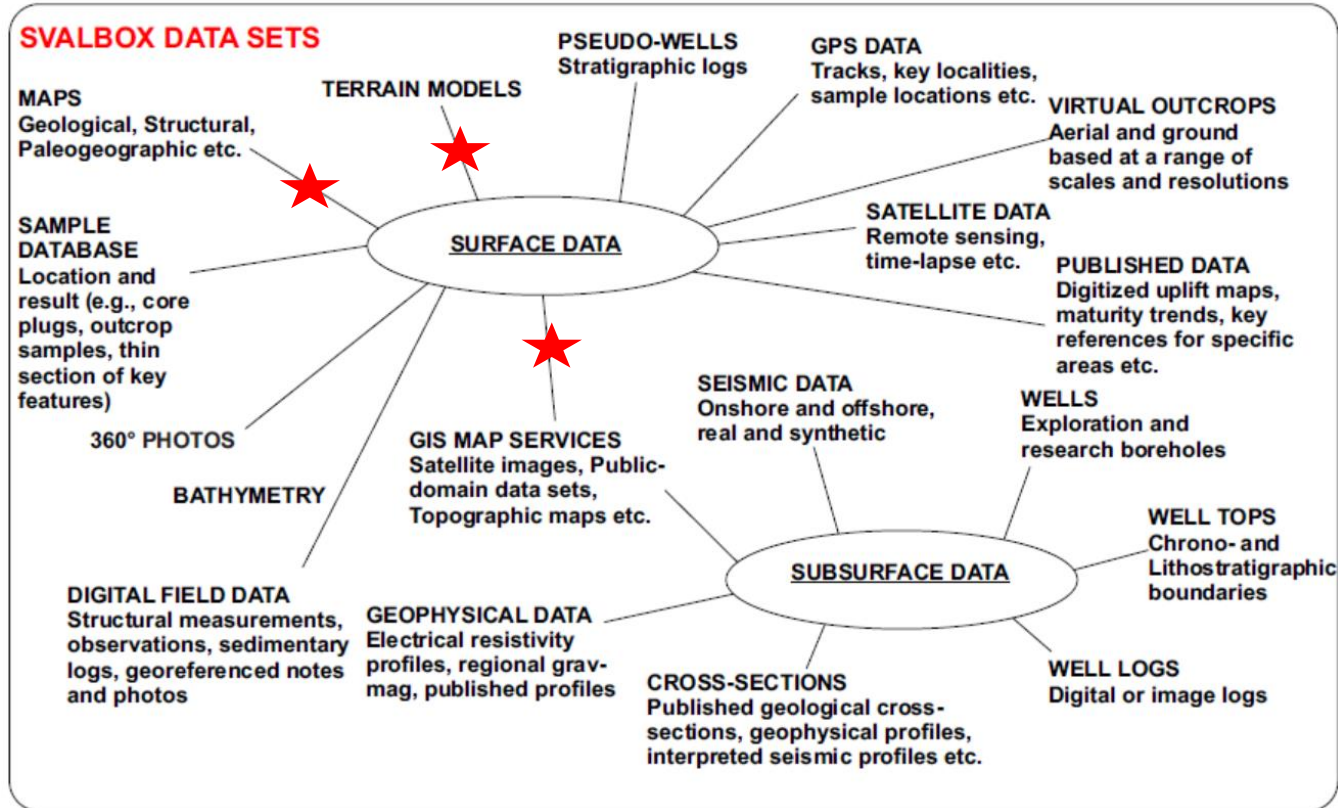 SVALBOX DATA SETS
MAPS
Geological, Structural,
Paleogeographic etc.
TERRAIN MODELS
PSEUDO-WELLS
Stratigraphic logs
GPS DATA
Tracks, key localities,
sample locations etc.
VIRTUAL OUTCROPS
Aerial and ground
based at a range of
scales and resolutions
SAMPLE
DATABASE
Location and
result (e.g., core
plugs, outcrop
samples, thin
section of key
features)
SURFACE DATA
SATELLITE DATA
Remote sensing,
time-lapse etc.
PUBLISHED DATA
Digitized uplift maps,
maturity trends, key
references for specific
areas etc.
360° PHOTOS
BATHYMETRY
GIS MAP SERVICES
Satellite images, Public-
domain data sets,
Topographic maps etc.
SEISMIC DATA
Onshore and offshore,
real and synthetic
WELLS
Exploration and
research boreholes
DIGITAL FIELD DATA
Structural measurements,
observations, sedimentary
logs, georeferenced notes
and photos
GEOPHYSICAL DATA
Electrical resistivity
profiles, regional grav-
mag, published profiles
SUBSURFACE DATA
WELL TOPS
Chrono- and
Lithostratigraphic
boundaries
CROSS-SECTIONS
Published geological cross-
sections, geophysical profiles,
interpreted seismic profiles etc.
WELL LOGS
Digital or image logs